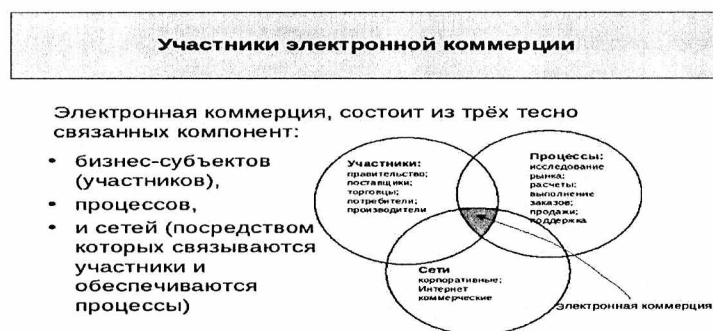 Участники электронной коммерции
Электронная коммерция, состоит из трёх тесно
связанных компонент:
• бизнес-субъектов
(участников),
• процессов,
• и сетей (посредством
которых связываются
участники и
обеспечиваются
процессы)
Участники:
правительство;
поставщики;
торговцы;
потребители;
производители
Процессы:
исследование
рынка;
расчеты;
выполнение
заказов;
продажи;
поддержка
Сети
корпоративные;
Интернет
коммерческие
Электронная коммерция